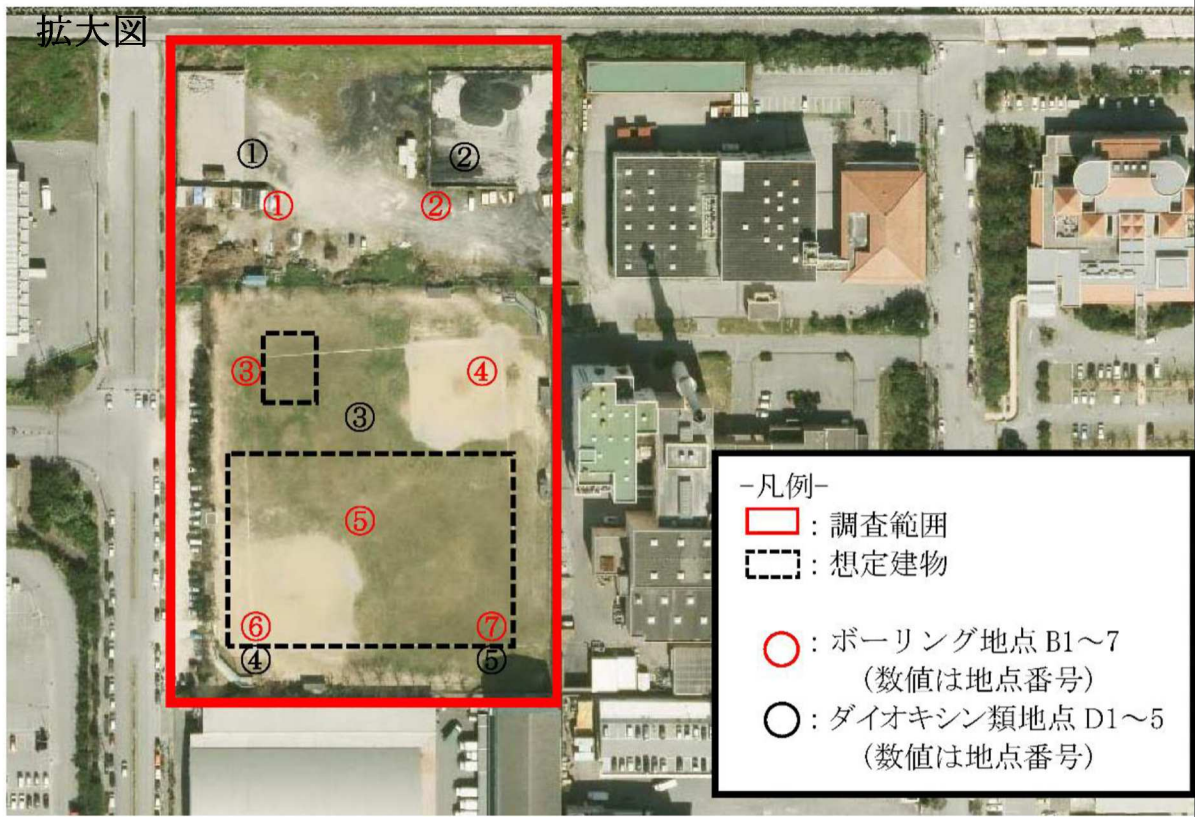 拡大図
①
②
①
②
③
④
③
⑤
⑥
⑦
④
⑤
-凡例-
：調査範囲
：想定建物
：ボーリング地点 B1～7
(数値は地点番号)
：ダイオキシン類地点 D1～5
(数値は地点番号)